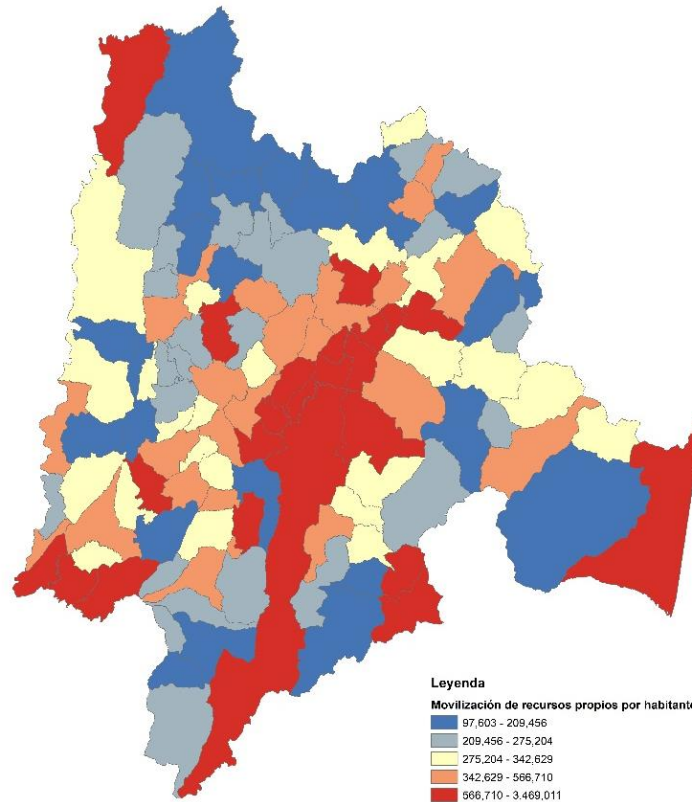 Leyenda
Movilización de recursos propios por habitante
97,603 - 209,456
209,456 - 275,204
275,204 - 342,629
342,629 - 566,710
566,710 - 3.469,011